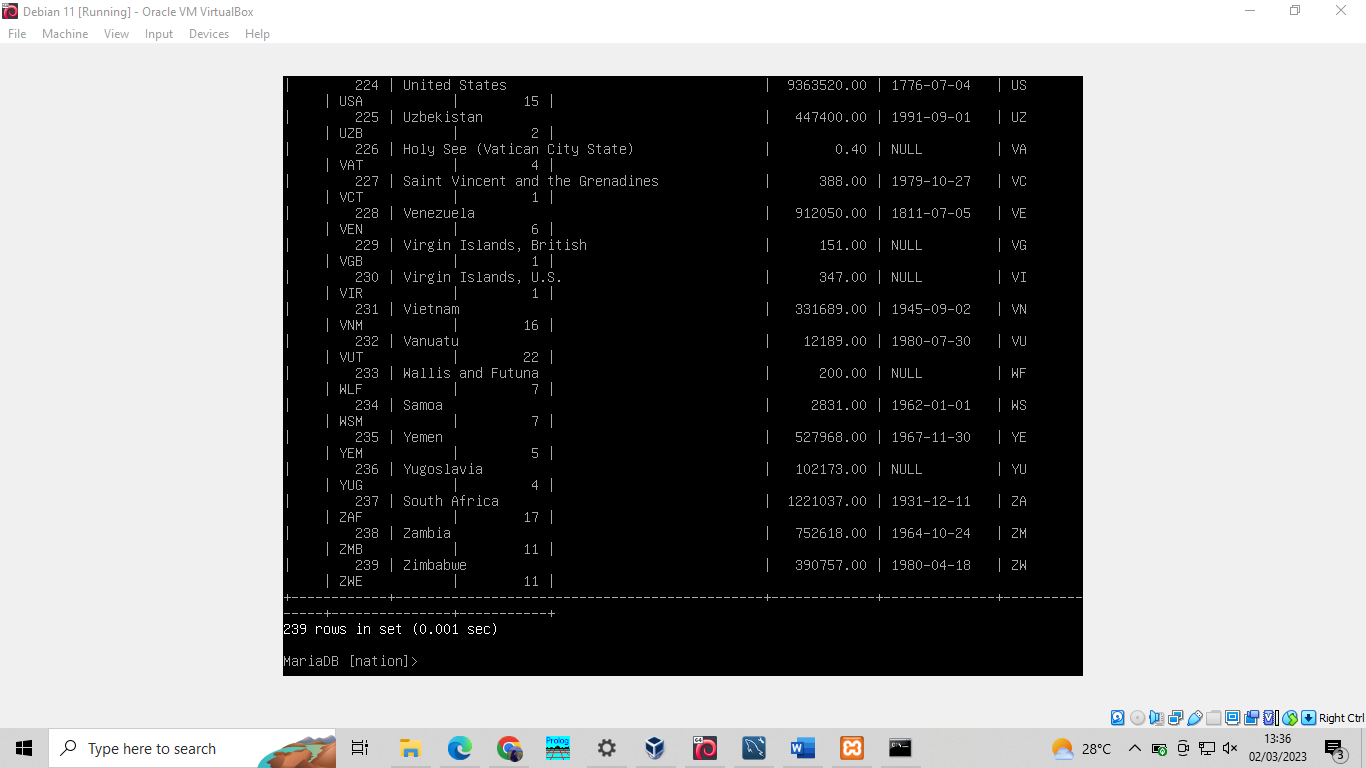 Debian 11 [Running] - Oracle VM VirtualBox
File Machine View Input Devices Help
| 224 | United States | 9363520.00 | 1776-07-04 | US
| USA | 15 |
| 225 | Uzbekistan | 447400.00 | 1991-09-01 | UZ
| UZB | 2 |
| 226 | Holy See (Vatican City State) | 0.40 | NULL | VA
| VAT | 4 |
| 227 | Saint Vincent and the Grenadines | 388.00 | 1979-10-27 | VC
| VCT | 1 |
| 228 | Venezuela | 912050.00 | 1811-07-05 | VE
| VEN | 6 |
| 229 | Virgin Islands, British | 151.00 | NULL | VG
| VGB | 1 |
| 230 | Virgin Islands, U.S. | 347.00 | NULL | VI
| VIR | 1 |
| 231 | Vietnam | 331689.00 | 1945-09-02 | VN
| VNM | 16 |
| 232 | Vanuatu | 12189.00 | 1980-07-30 | VU
| VUT | 22 |
| 233 | Wallis and Futuna | 200.00 | NULL | WF
| WLF | 7 |
| 234 | Samoa | 2831.00 | 1962-01-01 | WS
| WSM | 7 |
| 235 | Yemen | 527968.00 | 1967-11-30 | YE
| YEM | 5 |
| 236 | Yugoslavia | 102173.00 | NULL | YU
| YUG | 4 |
| 237 | South Africa | 1221037.00 | 1931-12-11 | ZA
| ZAF | 17 |
| 238 | Zambia | 752618.00 | 1964-10-24 | ZM
| ZMB | 11 |
| 239 | Zimbabwe | 390757.00 | 1980-04-18 | ZW
| ZWE | 11 |
+------------+----------------------------------------------+-------------+--------------+----------
-----+---------------+-----------+
239 rows in set (0.001 sec)
MariaDB [nation]>
Right Ctrl
Type here to search
Prolog
W
28°C
13:36
02/03/2023
3